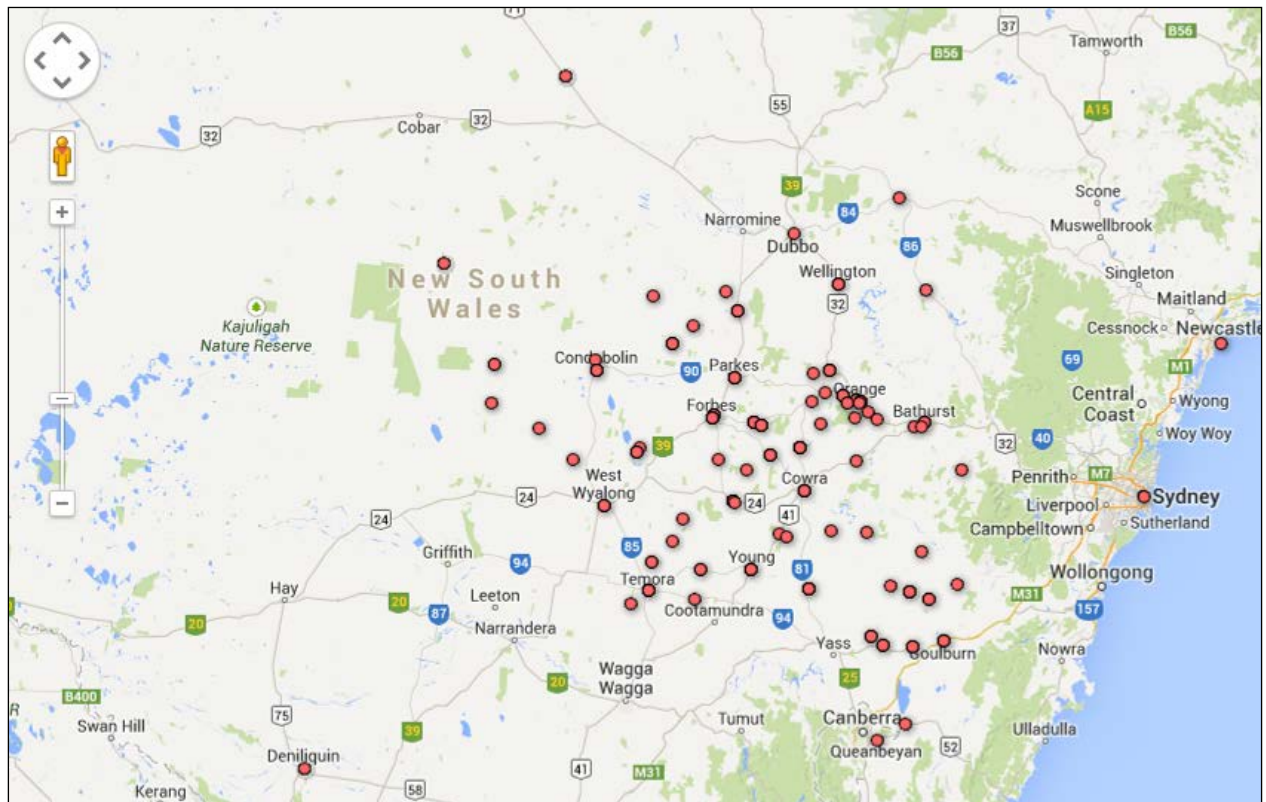 71
37
B56
Tamworth
B56
55
A15
32
32
Cobar
39
Scone
Narromine
84
Muswellbrook
Dubbo
86
New South
Wales
Wellington
Singleton
32
Maitland
Kajuligah
Nature Reserve
Cessnock
Newcastle
Condobolin
90
Parkes
69
M1
Orange
Central
Coast
Wyong
Forbes
Bathurst
39
32
40
Woy Woy
West
Wyalong
Cowra
Penrith
M7
24
24
Sydney
24
41
Liverpool
Campbelltown
Sutherland
Griffith
94
85
Young
81
Temora
Wollongong
Hay
Leeton
M31
20
87
Cootamundra
94
157
20
Narrandera
Yass
Goulburn
Nowra
Wagga
Wagga
25
20
B400
75
Tumut
Canberra
Swan Hill
39
Ulladulla
Queanbeyan
52
Deniliquin
41
M31
Kerang
58